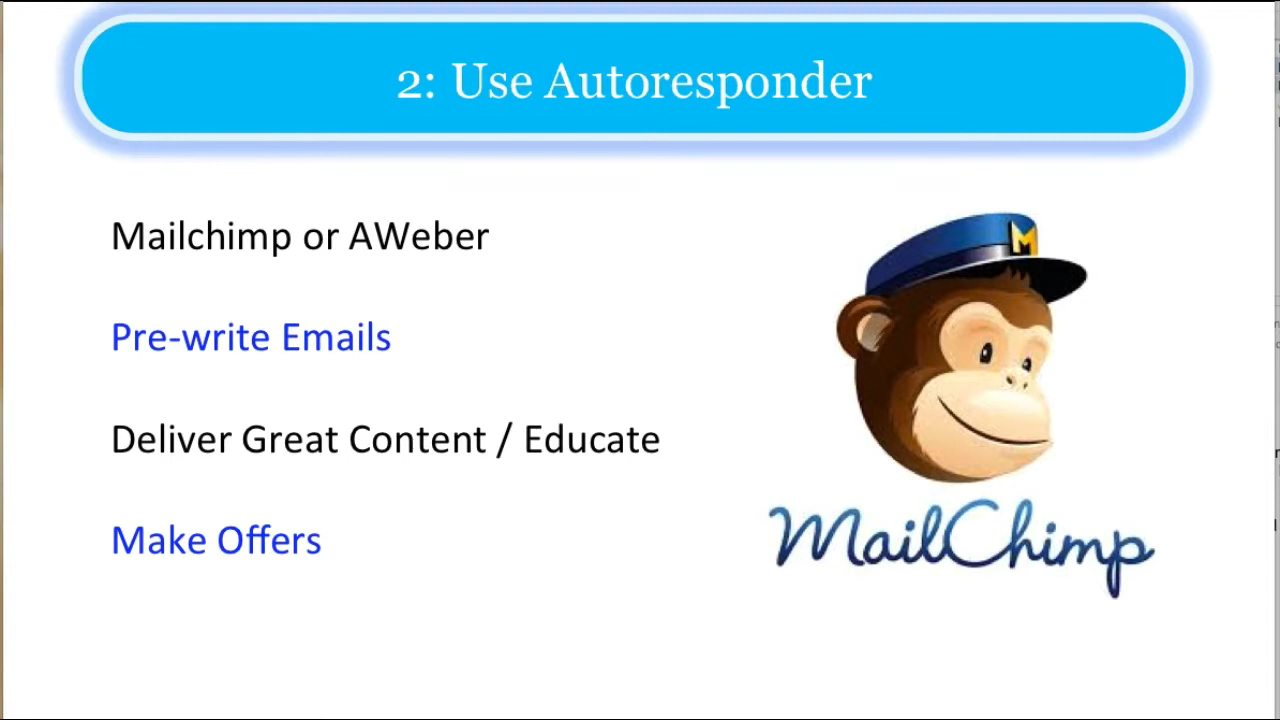 2: Use Autoresponder
Mailchimp or AWeber
Pre-write Emails
Deliver Great Content / Educate
Make Offers
M
MailChimp